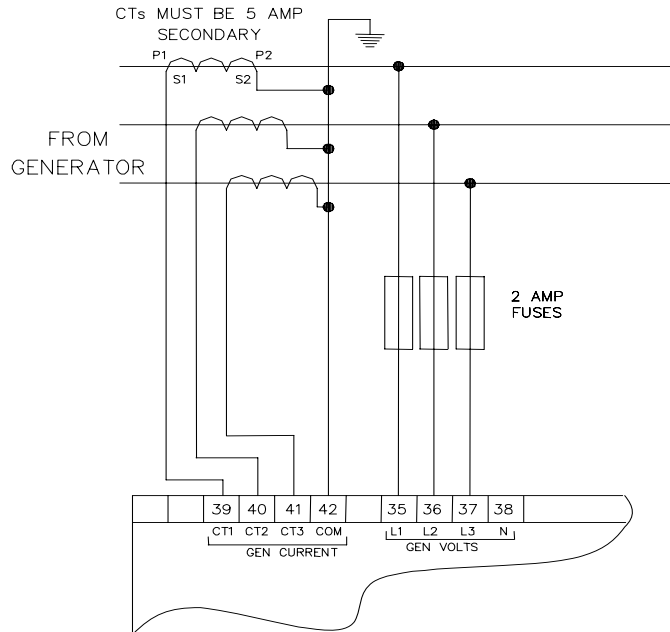 CTs MUST BE 5 AMP
SECONDARY
P1 P2
S1 S2
FROM
GENERATOR
2 AMP
FUSES
39 40 41 42 35 36 37 38
CT1 CT2 CT3 COM L1 L2 L3 N
GEN CURRENT GEN VOLTS